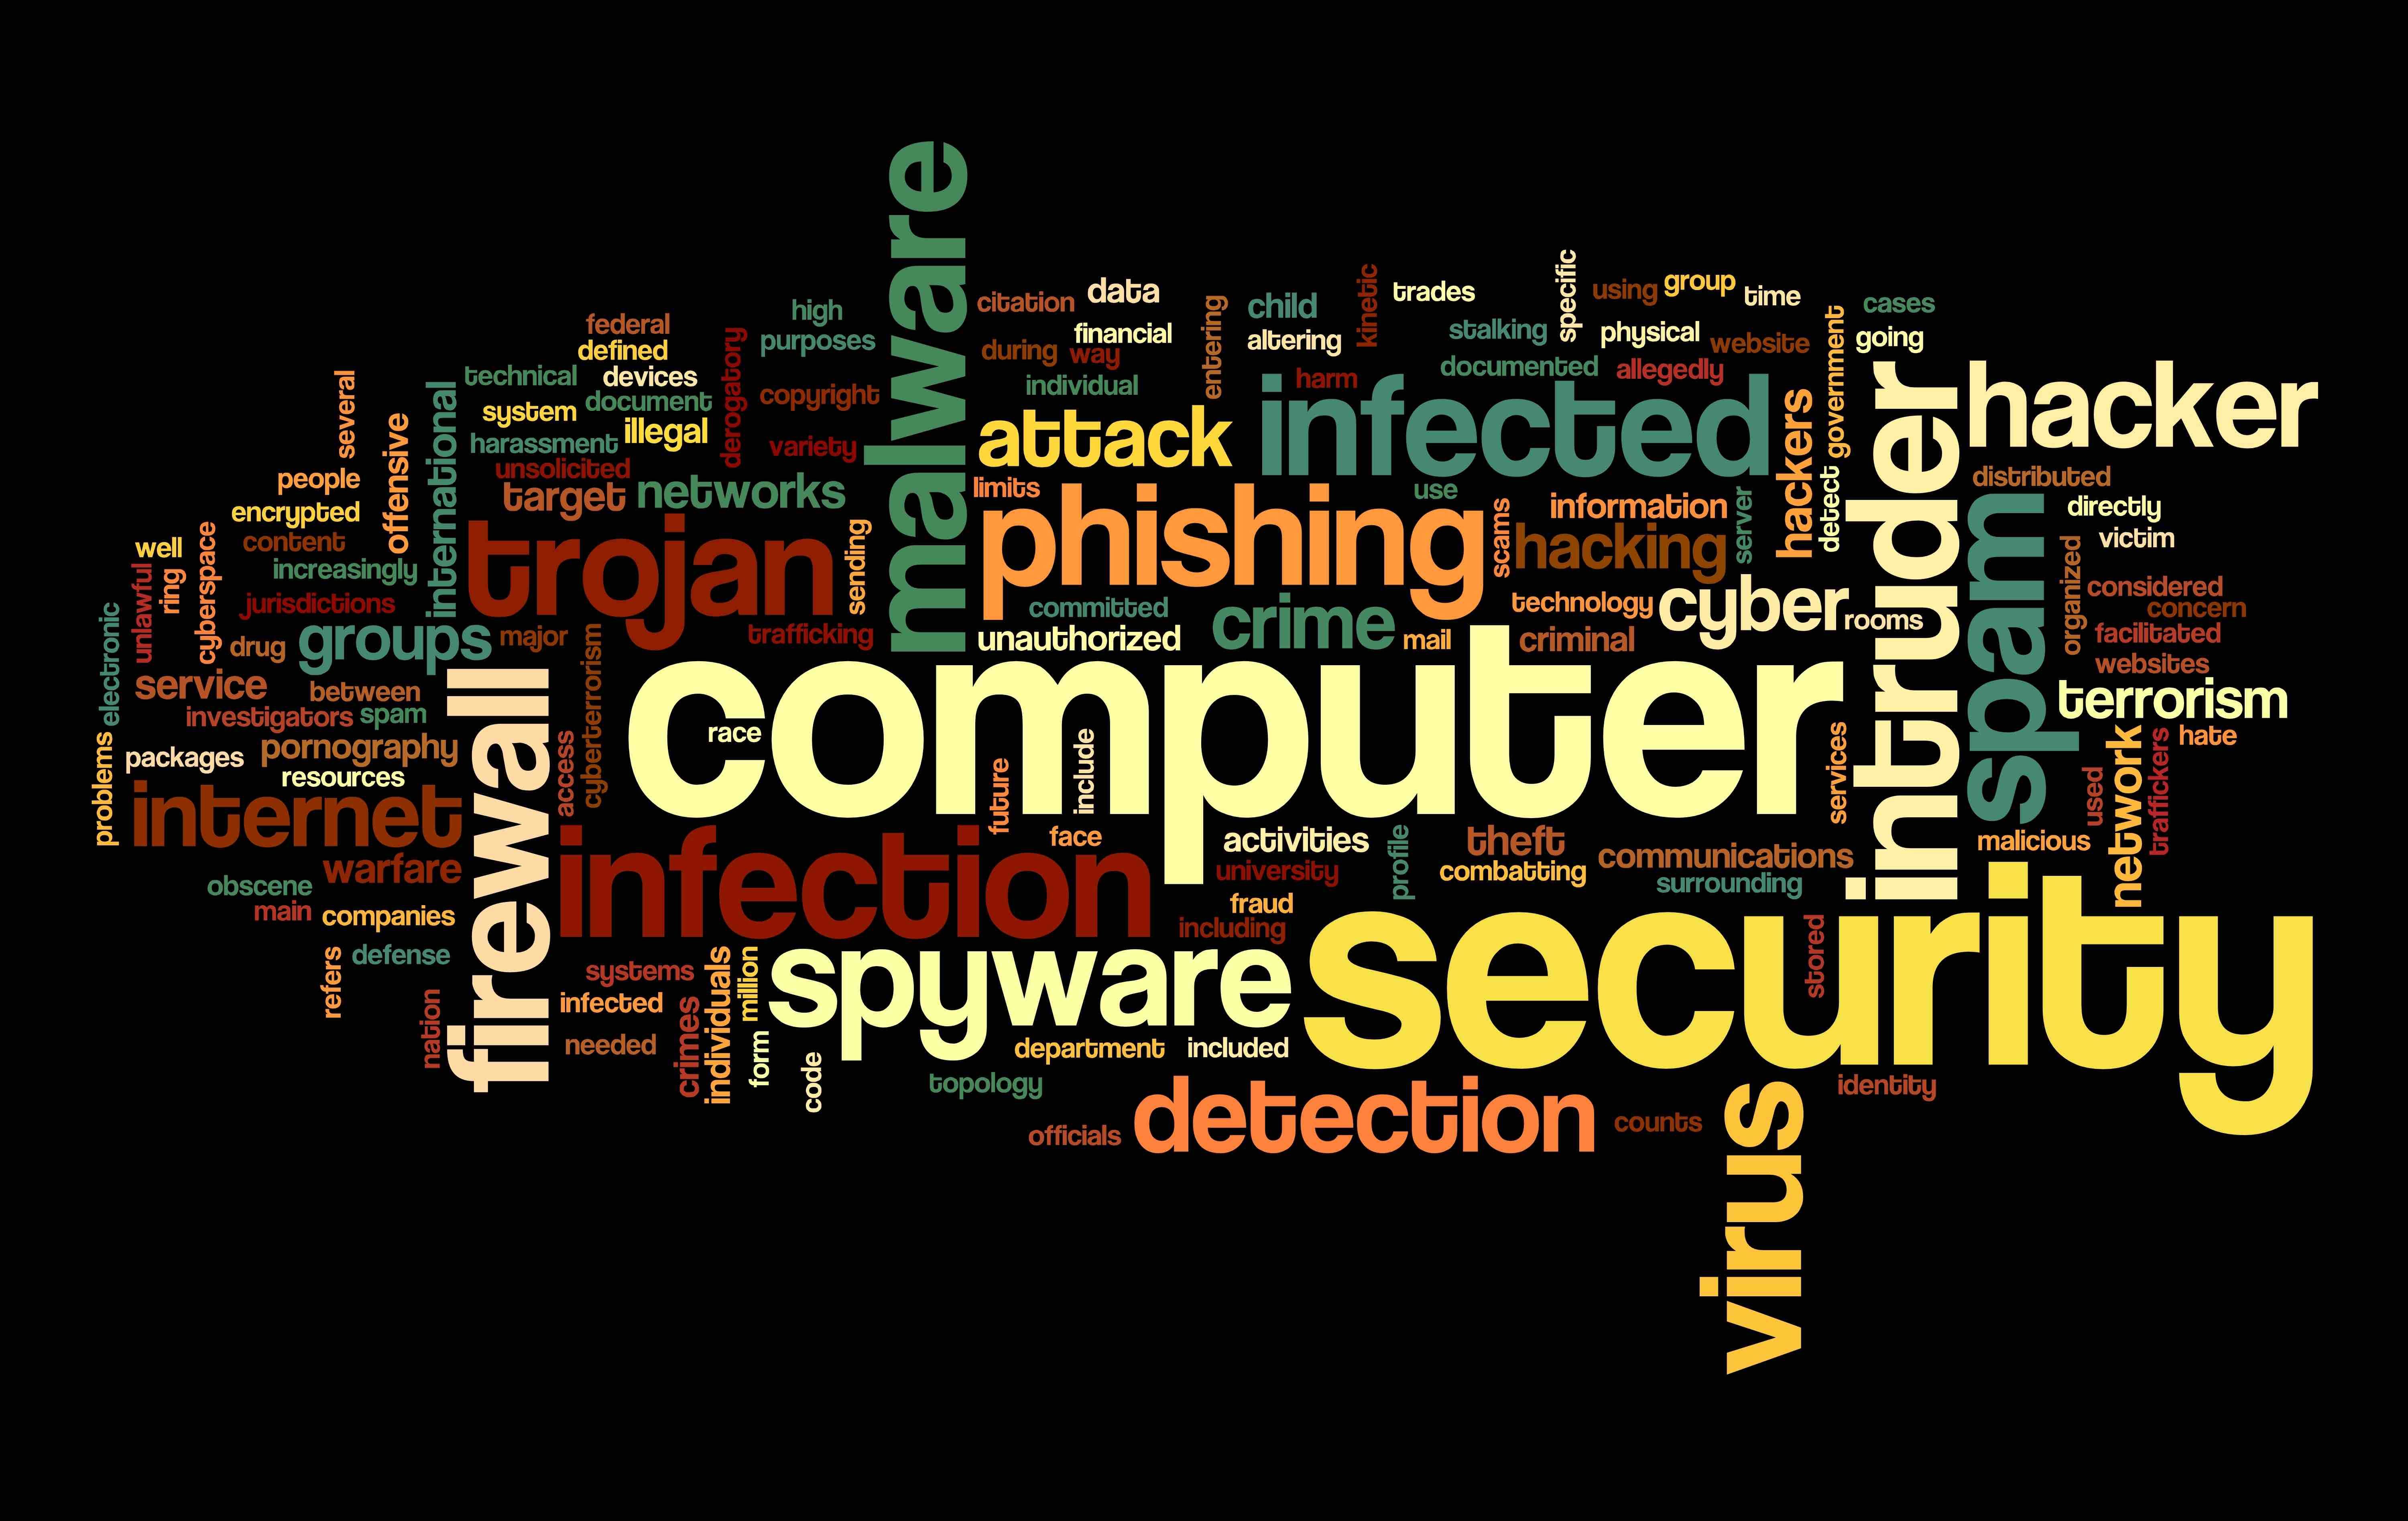 malware
citation
data
child
kinetic
trades
specific
using
group
time
cases
high
federal
financial
entering
altering
stalking
physical
website
government
going
purposes
defined
derogatory
during
way
several
technical
devices
individual
harm
documented
allegedly
international
system
document
copyright
infected
intruder
hacker
offensive
harassment
illegal
variety
attack
hackers
unsolicited
people
target
networks
limits
use
information
server
detect
distributed
encrypted
phishing
scams
spam
directly
cyberspace
content
trojan
sending
hacking
organized
victim
well
unlawful
ring
increasingly
considered
electronic
jurisdictions
committed
crime
technology
cyber
rooms
concern
drug
groups
major
cyberterrorism
trafficking
unauthorized
mail
criminal
facilitated
websites
service
between
firewall
computer
terrorism
investigators
spam
problems
packages
pornography
access
race
future
include
services
network
traffickers
hate
resources
used
internet
infection
face
activities
profile
theft
malicious
warfare
university
combatting
communications
obscene
surrounding
main
companies
fraud
security
including
stored
refers
defense
nation
systems
crimes
individuals
million
spyware
infected
needed
form
code
department
included
topology
identity
officials
detection
counts
virus